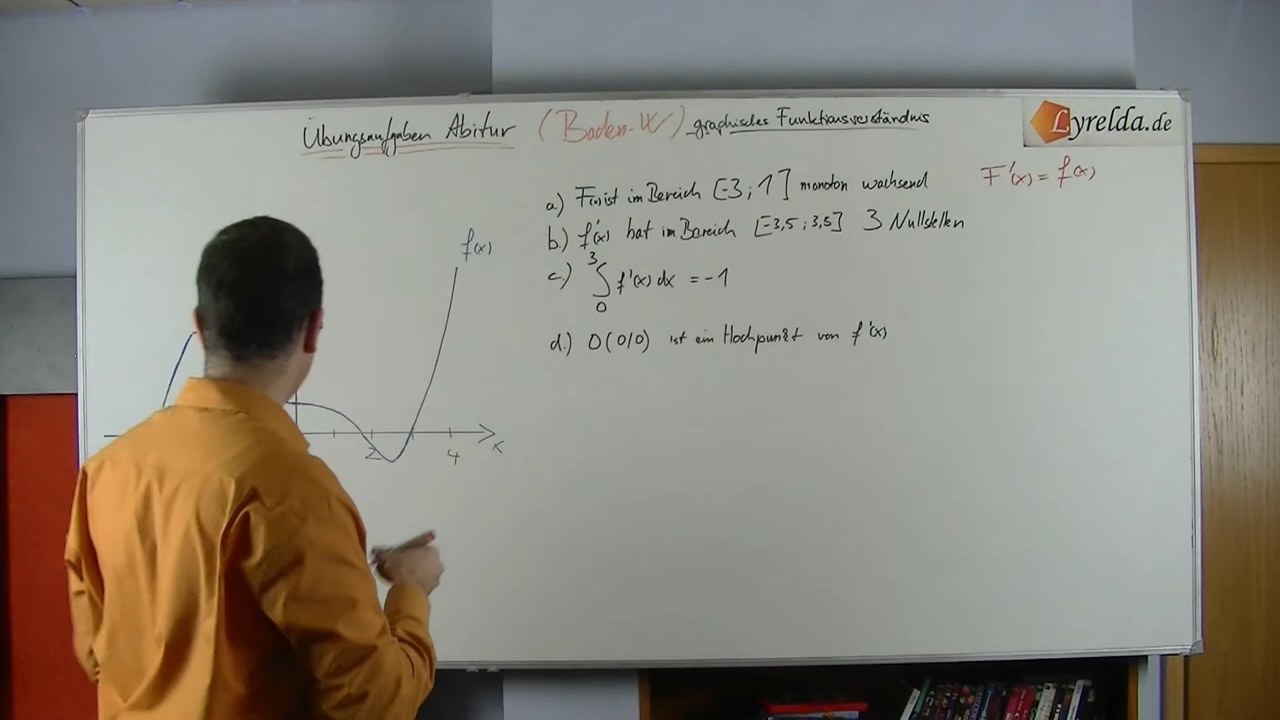 Übungsaufgaben Abitur (Baden-W) graphisches Funktionsverständnis
Lyrelda.de
F'(x) = f(x)
a.) F(x) ist im Bereich [-3 ; 1] monoton wachsend
b.) f'(x) hat im Bereich [-3,5 ; 3,5] 3 Nullstellen
c.) ∫₀³ f'(x) dx = -1
d.) O(0/0) ist ein Hochpunkt von f'(x)
f(x)
2 4 x